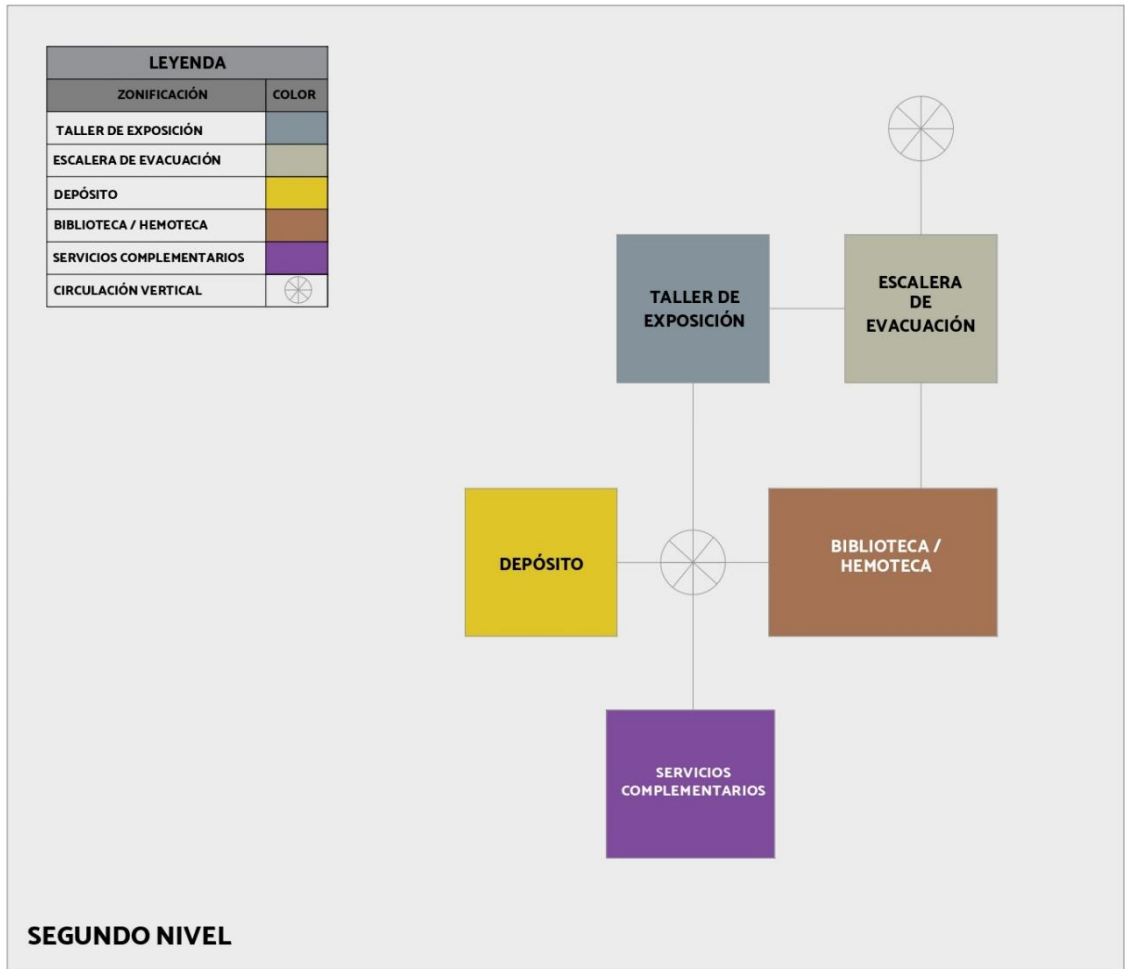 LEYENDA
ZONIFICACIÓN COLOR
TALLER DE EXPOSICIÓN
ESCALERA DE EVACUACIÓN
DEPÓSITO
BIBLIOTECA / HEMOTECA
SERVICIOS COMPLEMENTARIOS
CIRCULACIÓN VERTICAL
TALLER DE
EXPOSICIÓN
ESCALERA
DE
EVACUACIÓN
DEPÓSITO
BIBLIOTECA /
HEMOTECA
SERVICIOS
COMPLEMENTARIOS
SEGUNDO NIVEL